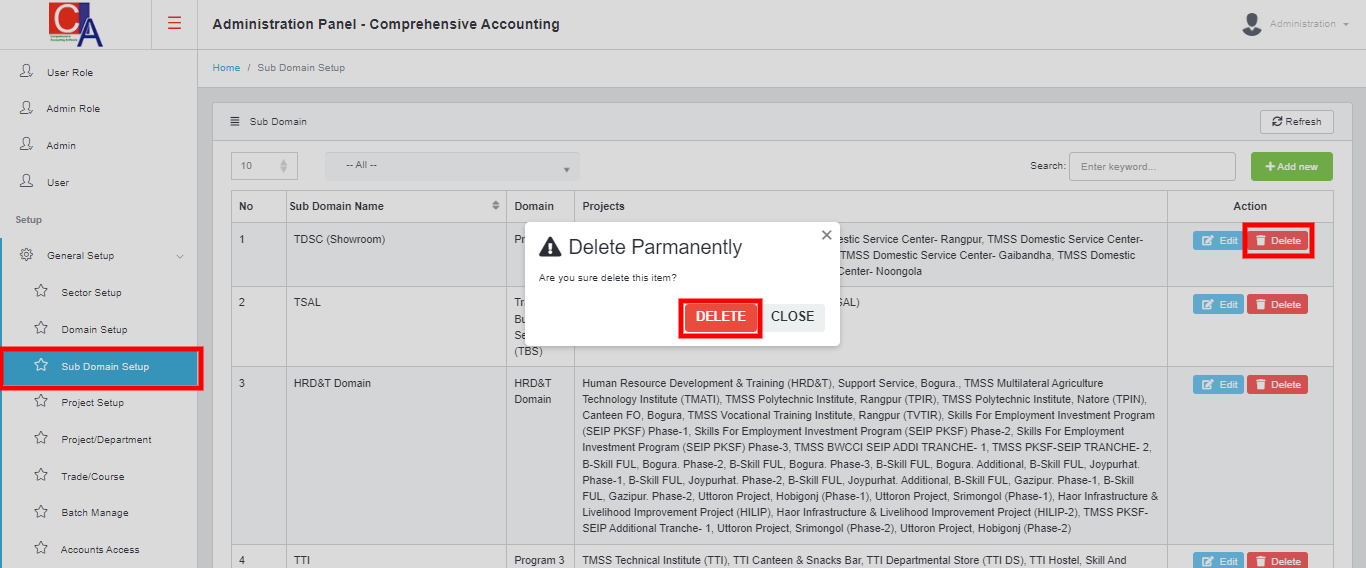 CA
Administration Panel - Comprehensive Accounting
Administration
User Role
Admin Role
Admin
User
Setup
General Setup
Sector Setup
Domain Setup
Sub Domain Setup
Project Setup
Project/Department
Trade/Course
Batch Manage
Accounts Access
Home / Sub Domain Setup
Sub Domain
Refresh
10
-- All --
Search: Enter keyword...
Add new
No Sub Domain Name Domain Projects Action
1 TDSC (Showroom)
estic Service Center- Rangpur, TMSS Domestic Service Center-
TMSS Domestic Service Center- Gaibandha, TMSS Domestic
Center- Noongola
Edit Delete
Delete Parmanently
Are you sure delete this item?
DELETE CLOSE
2 TSAL
SAL)
(TBS)
Edit Delete
3 HRD&T Domain
HRD&T
Domain
Human Resource Development & Training (HRD&T), Support Service, Bogura., TMSS Multilateral Agriculture
Technology Institute (TMATI), TMSS Polytechnic Institute, Rangpur (TPIR), TMSS Polytechnic Institute, Natore (TPIN),
Canteen FO, Bogura, TMSS Vocational Training Institute, Rangpur (TVTIR), Skills For Employment Investment Program
(SEIP PKSF) Phase-1, Skills For Employment Investment Program (SEIP PKSF) Phase-2, Skills For Employment
Investment Program (SEIP PKSF) Phase-3, TMSS BWCCI SEIP ADDI TRANCHE- 1, TMSS PKSF-SEIP TRANCHE- 2,
B-Skill FUL, Bogura. Phase-2, B-Skill FUL, Bogura. Phase-3, B-Skill FUL, Bogura. Additional, B-Skill FUL, Joypurhat.
Phase-1, B-Skill FUL, Joypurhat. Phase-2, B-Skill FUL, Joypurhat. Additional, B-Skill FUL, Gazipur. Phase-1, B-Skill
FUL, Gazipur. Phase-2, Uttoron Project, Hobigonj (Phase-1), Uttoron Project, Srimongol (Phase-1), Haor Infrastructure &
Livelihood Improvement Project (HILIP), Haor Infrastructure & Livelihood Improvement Project (HILIP-2), TMSS PKSF-
SEIP Additional Tranche- 1, Uttoron Project, Srimongol (Phase-2), Uttoron Project, Hobigonj (Phase-2)
Edit Delete
4 TTI Program 3 TMSS Technical Institute (TTI), TTI Canteen & Snacks Bar, TTI Departmental Store (TTI DS), TTI Hostel, Skill And
Edit Delete